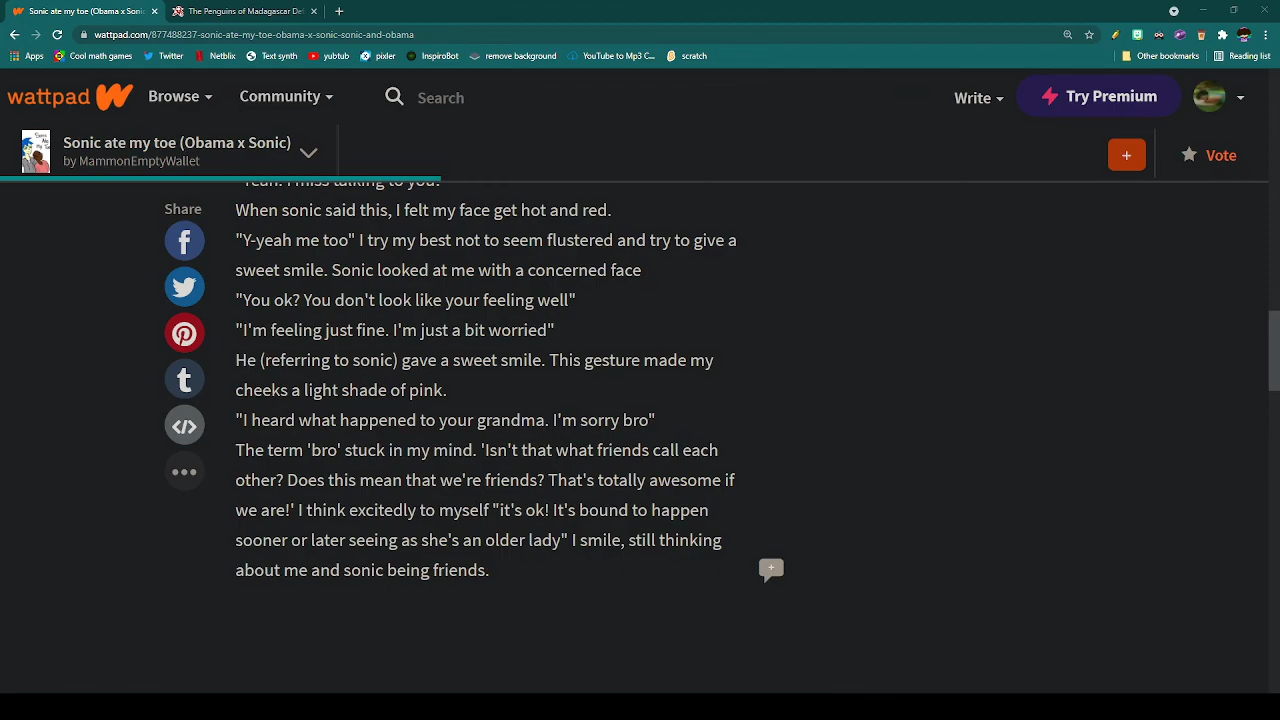 Sonic ate my toe (Obama x Sonic
The Penguins of Madagascar De
wattpad.com/877488237-sonic-ate-my-toe-obama-x-sonic-sonic-and-obama
Apps Cool math games Twitter Netblix Text synth yubtub pixler InspiroBot remove background YouTube to Mp3 C... scratch Other bookmarks Reading list
wattpad Browse Community Search Write Try Premium
Sonic ate my toe (Obama x Sonic)
by MammonEmptyWallet
+ Vote
"Yeah. I miss talking to you."
Share
When sonic said this, I felt my face get hot and red.
"Y-yeah me too" I try my best not to seem flustered and try to give a
sweet smile. Sonic looked at me with a concerned face
"You ok? You don't look like your feeling well"
"I'm feeling just fine. I'm just a bit worried"
He (referring to sonic) gave a sweet smile. This gesture made my
cheeks a light shade of pink.
"I heard what happened to your grandma. I'm sorry bro"
The term 'bro' stuck in my mind. 'Isn't that what friends call each
other? Does this mean that we're friends? That's totally awesome if
we are!' I think excitedly to myself "it's ok! It's bound to happen
sooner or later seeing as she's an older lady" I smile, still thinking
about me and sonic being friends.